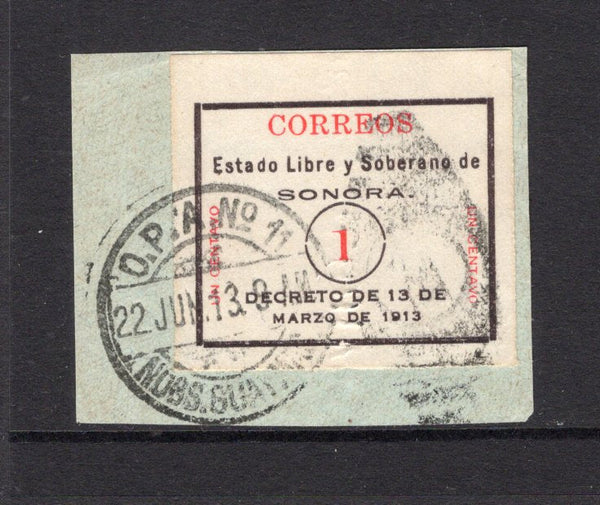 CORREOS
Estado Libre y Soberano de
SONORA.
UN CENTAVO
1
UN CENTAVO
DECRETO DE 13 DE
MARZO DE 1913
O.P.A. No 11
22 JUN.13.
NOGS.